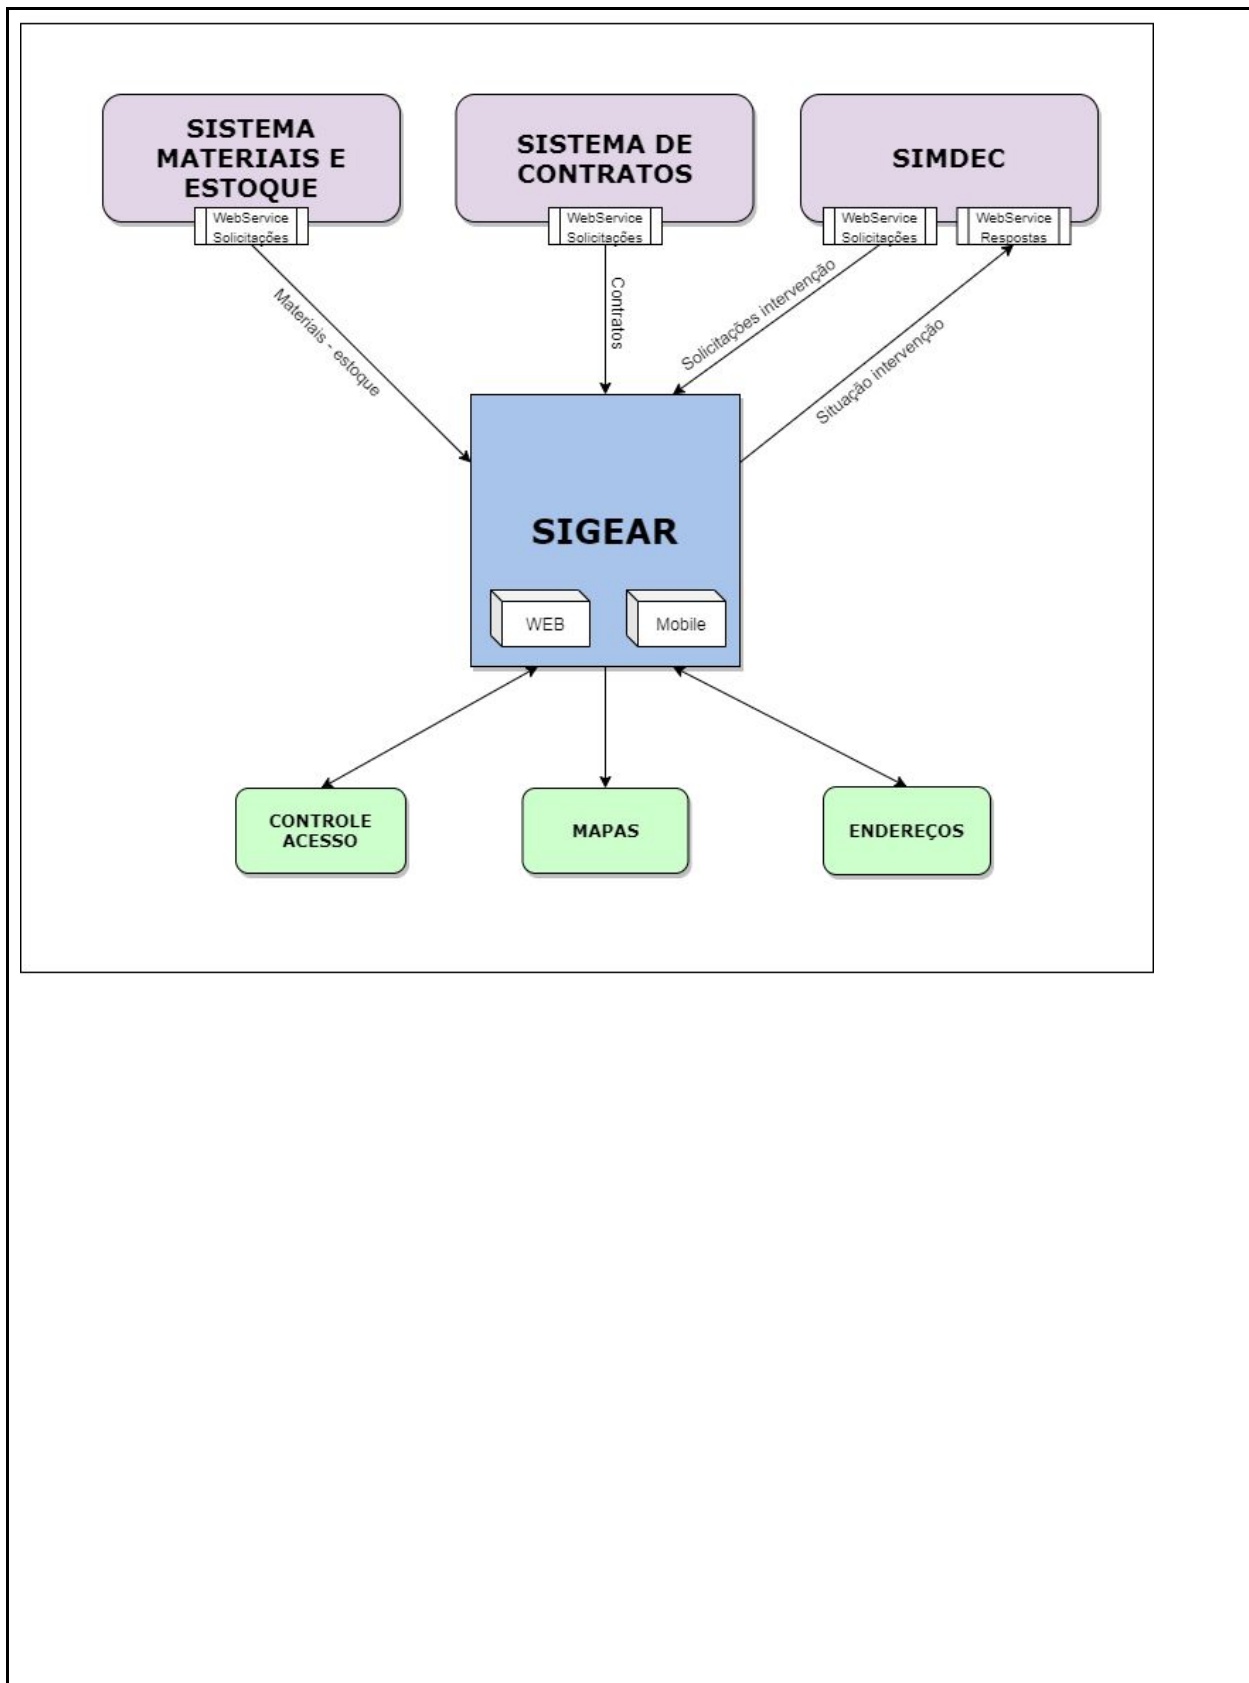 SISTEMA
MATERIAIS E
ESTOQUE
WebService
Solicitações
SISTEMA DE
CONTRATOS
WebService
Solicitações
SIMDEC
WebService
Solicitações
WebService
Respostas
Materiais - estoque
Contratos
Solicitações intervenção
Situação intervenção
SIGEAR
WEB
Mobile
CONTROLE
ACESSO
MAPAS
ENDEREÇOS